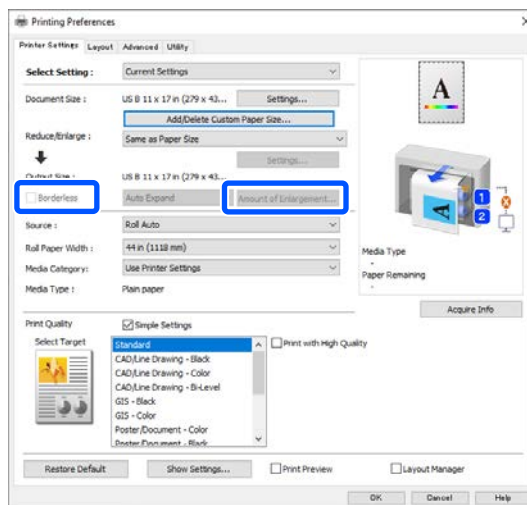 Printing Preferences
Printer Settings Layout Advanced Utility
Select Setting : Current Settings
Document Size : US B 11 x 17 in (279 x 43... Settings...
Add/Delete Custom Paper Size...
Reduce/Enlarge : Same as Paper Size
Settings...
Output Size : US B 11 x 17 in (279 x 43...
Borderless Auto Expand Amount of Enlargement...
Source : Roll Auto
Roll Paper Width : 44 in (1118 mm)
Media Category: Use Printer Settings
Media Type : Plain paper
A
A
1
2
Media Type
-
Paper Remaining
-
Acquire Info
Print Quality Simple Settings
Select Target
Standard
CAD/Line Drawing - Black
CAD/Line Drawing - Color
CAD/Line Drawing - Bi-Level
GIS - Black
GIS - Color
Poster/Document - Color
Poster/Document - Black
Print with High Quality
Restore Default Show Settings... Print Preview Layout Manager
OK Cancel Help